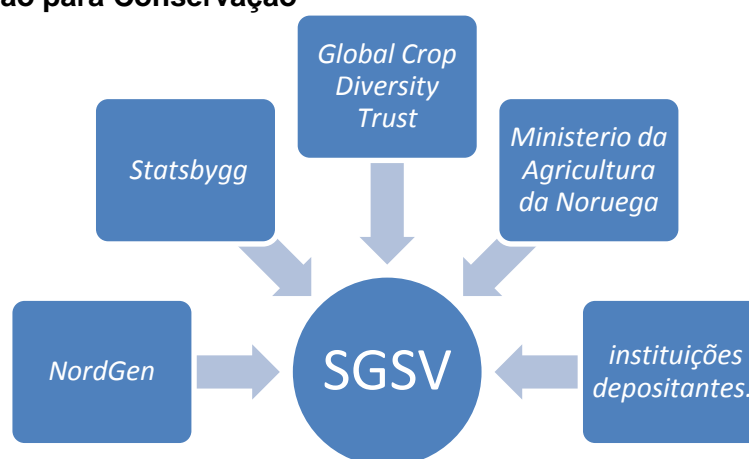 ão para Conservação
Global Crop
Diversity
Trust
Statsbygg
Ministerio da
Agricultura
da Noruega
NordGen
SGSV
instituições
depositantes.